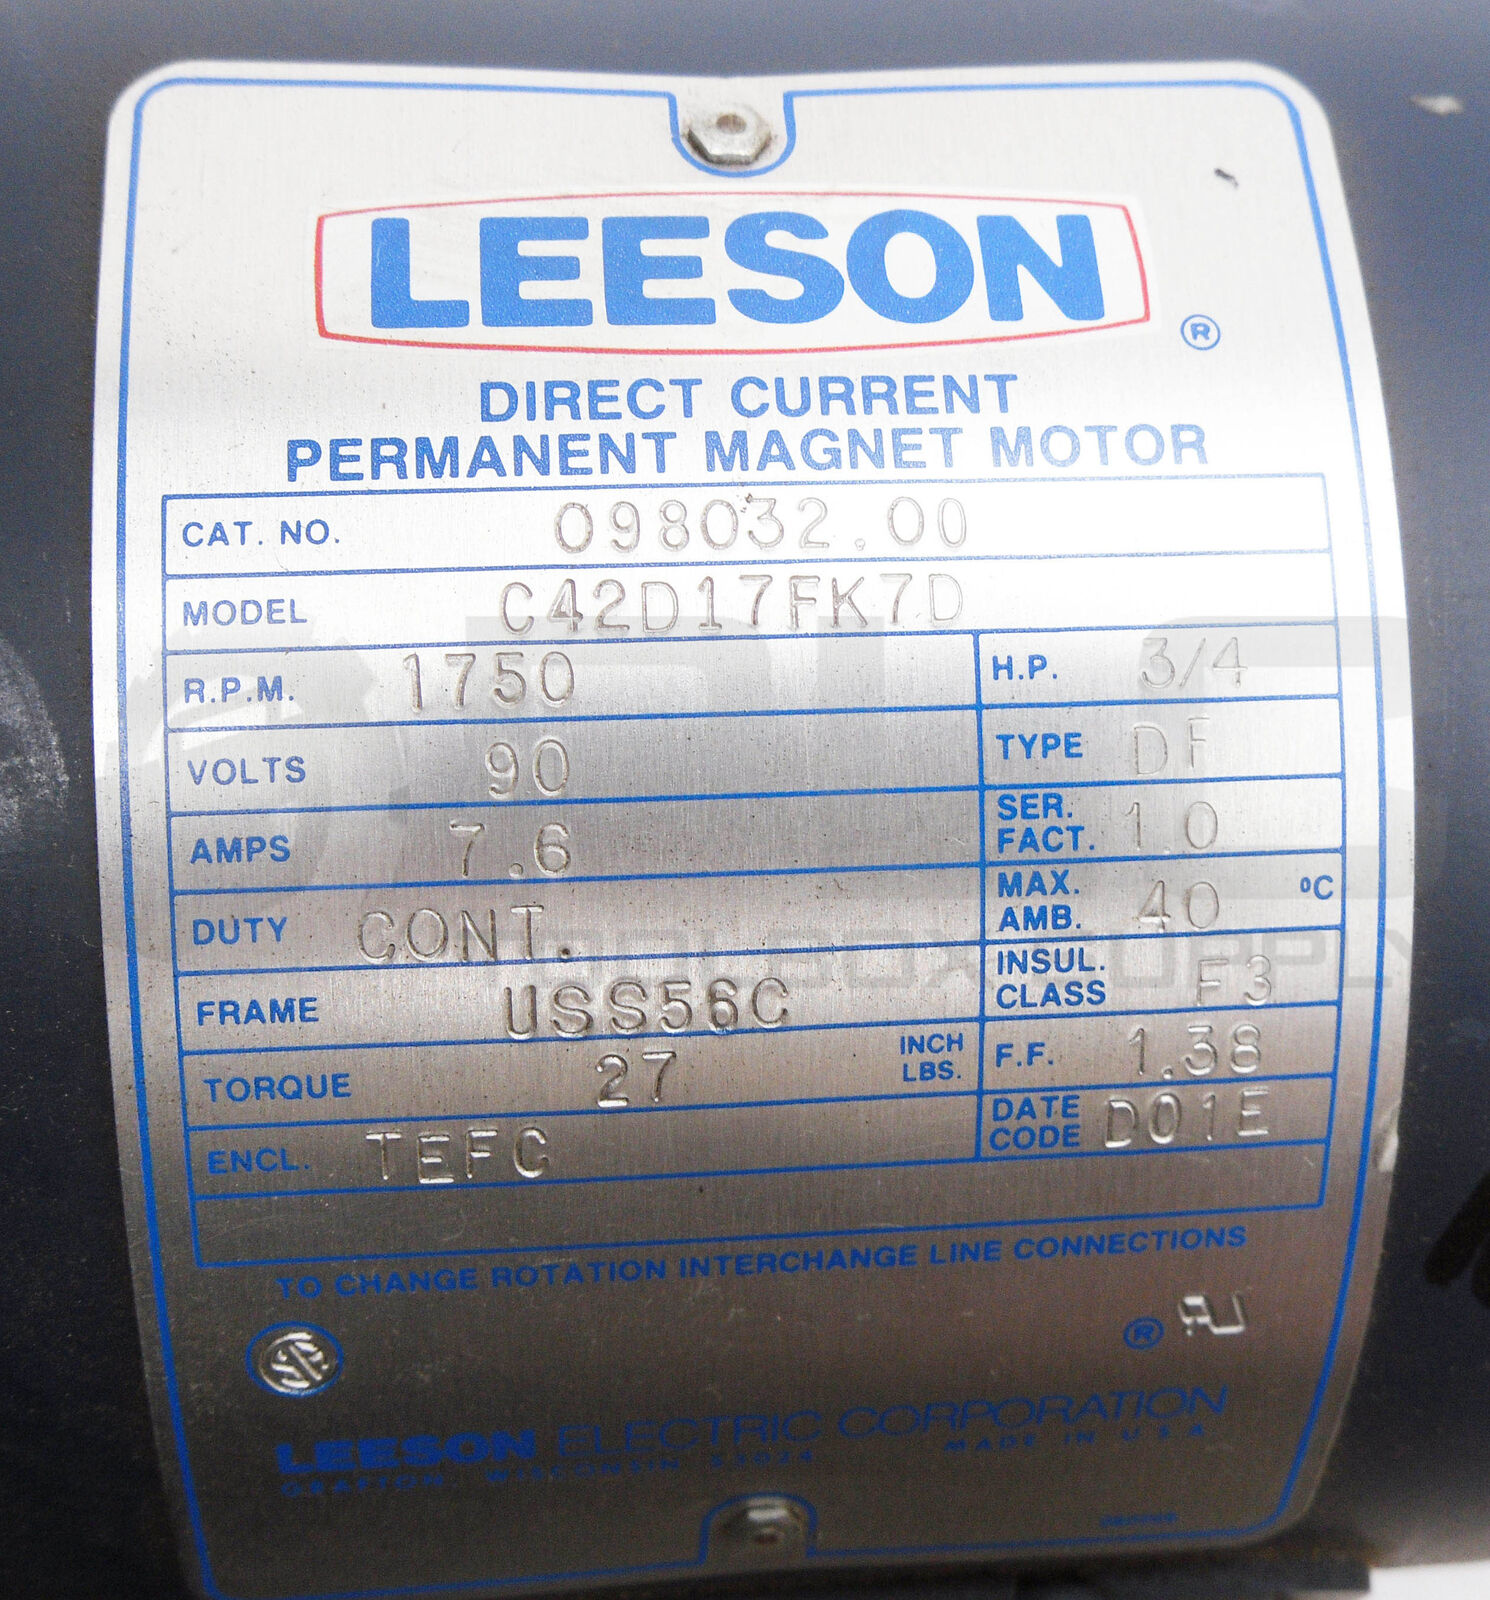 LEESON
®
DIRECT CURRENT
PERMANENT MAGNET MOTOR
CAT. NO. 098032.00
MODEL C42D17FK7D
R.P.M. 1750 H.P. 3/4
VOLTS 90 TYPE DF
AMPS 7.6 SER. FACT. 1.0
DUTY CONT. MAX. AMB. 40 °C
FRAME USS56C INSUL. CLASS F3
TORQUE 27 INCH LBS. F.F. 1.38
ENCL. TEFC DATE CODE D01E
TO CHANGE ROTATION INTERCHANGE LINE CONNECTIONS
®
LEESON ELECTRIC CORPORATION
GRAFTON, WISCONSIN 53024 MADE IN U.S.A.
TOOLBOX SUPPLY